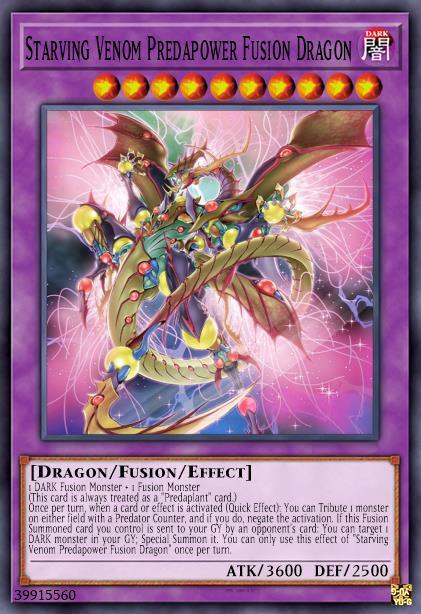 Starving Venom Predapower Fusion Dragon
DARK
闇
[Dragon/Fusion/Effect]
1 DARK Fusion Monster + 1 Fusion Monster
(This card is always treated as a "Predaplant" card.)
Once per turn, when a card or effect is activated (Quick Effect): You can Tribute 1 monster
on either field with a Predator Counter, and if you do, negate the activation. If this Fusion
Summoned card you control is sent to your GY by an opponent's card: You can target 1
DARK monster in your GY; Special Summon it. You can only use this effect of "Starving
Venom Predapower Fusion Dragon" once per turn.
ATK/3600 DEF/2500
39915560